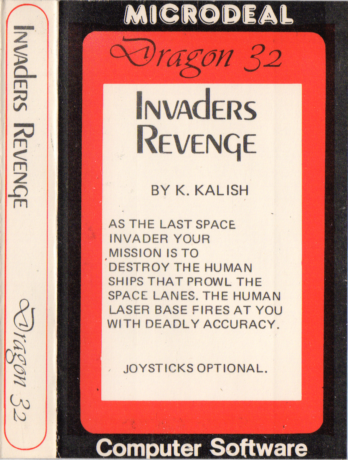 INVADERS REVENGE
Dragon 32
MICRODEAL
Dragon 32
INVADERS
REVENGE
BY K. KALISH
AS THE LAST SPACE
INVADER YOUR
MISSION IS TO
DESTROY THE HUMAN
SHIPS THAT PROWL THE
SPACE LANES. THE HUMAN
LASER BASE FIRES AT YOU
WITH DEADLY ACCURACY.
JOYSTICKS OPTIONAL.
Computer Software